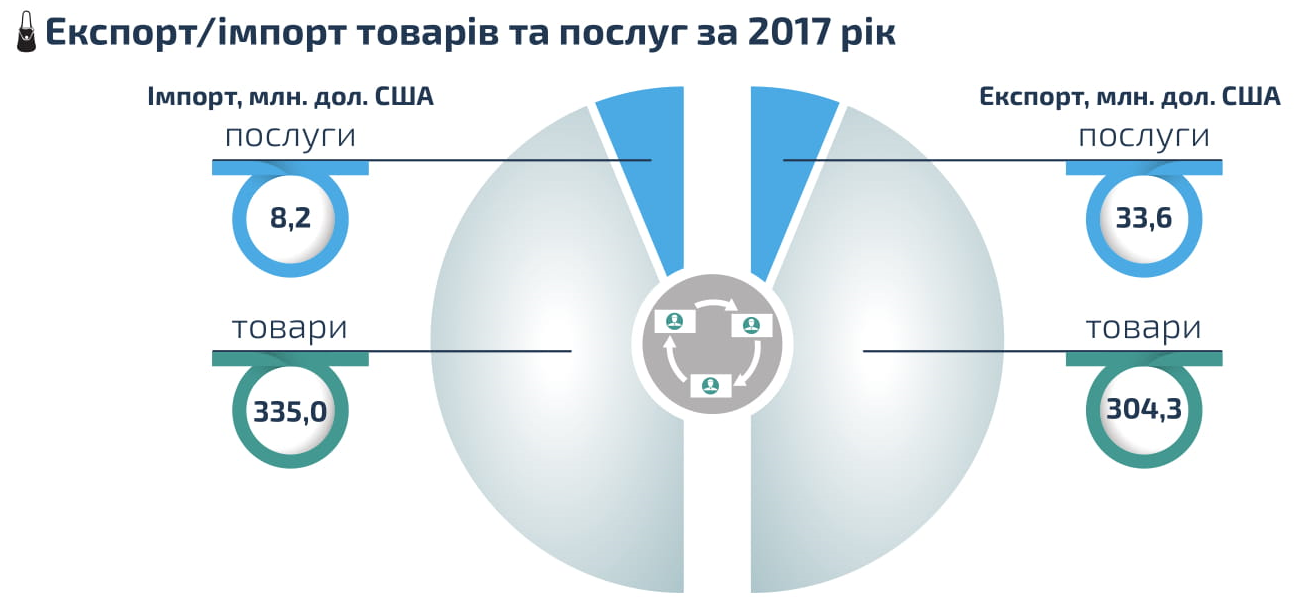 Експорт/імпорт товарів та послуг за 2017 рік
Імпорт, млн. дол. США
послуги
8,2
товари
335,0
Експорт, млн. дол. США
послуги
33,6
товари
304,3